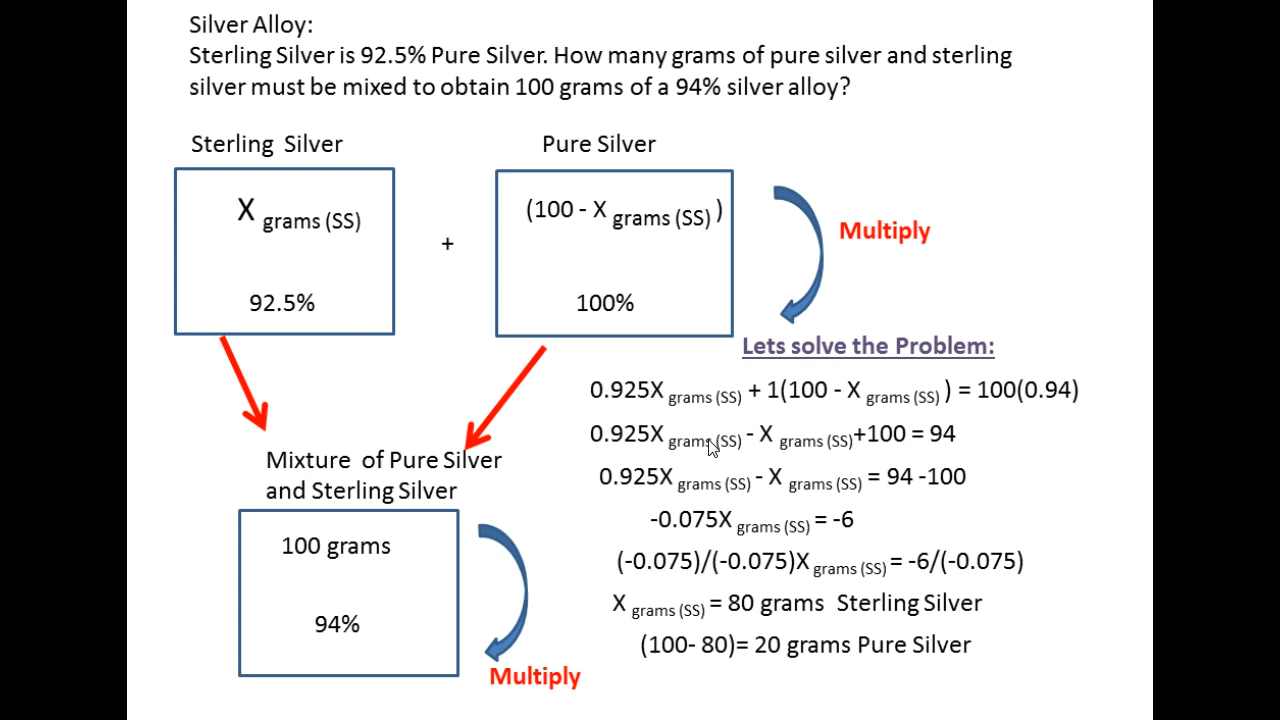 Silver Alloy:
Sterling Silver is 92.5% Pure Silver. How many grams of pure silver and sterling
silver must be mixed to obtain 100 grams of a 94% silver alloy?
Sterling Silver
Pure Silver
X grams (SS)
+
(100 - X grams (SS) )
92.5%
100%
Multiply
Lets solve the Problem:
0.925X grams (SS) + 1(100 - X grams (SS) ) = 100(0.94)
0.925X grams (SS) - X grams (SS)+100 = 94
0.925X grams (SS) - X grams (SS) = 94 -100
-0.075X grams (SS) = -6
(-0.075)/(-0.075)X grams (SS) = -6/(-0.075)
X grams (SS) = 80 grams Sterling Silver
(100- 80)= 20 grams Pure Silver
Mixture of Pure Silver
and Sterling Silver
100 grams
94%
Multiply